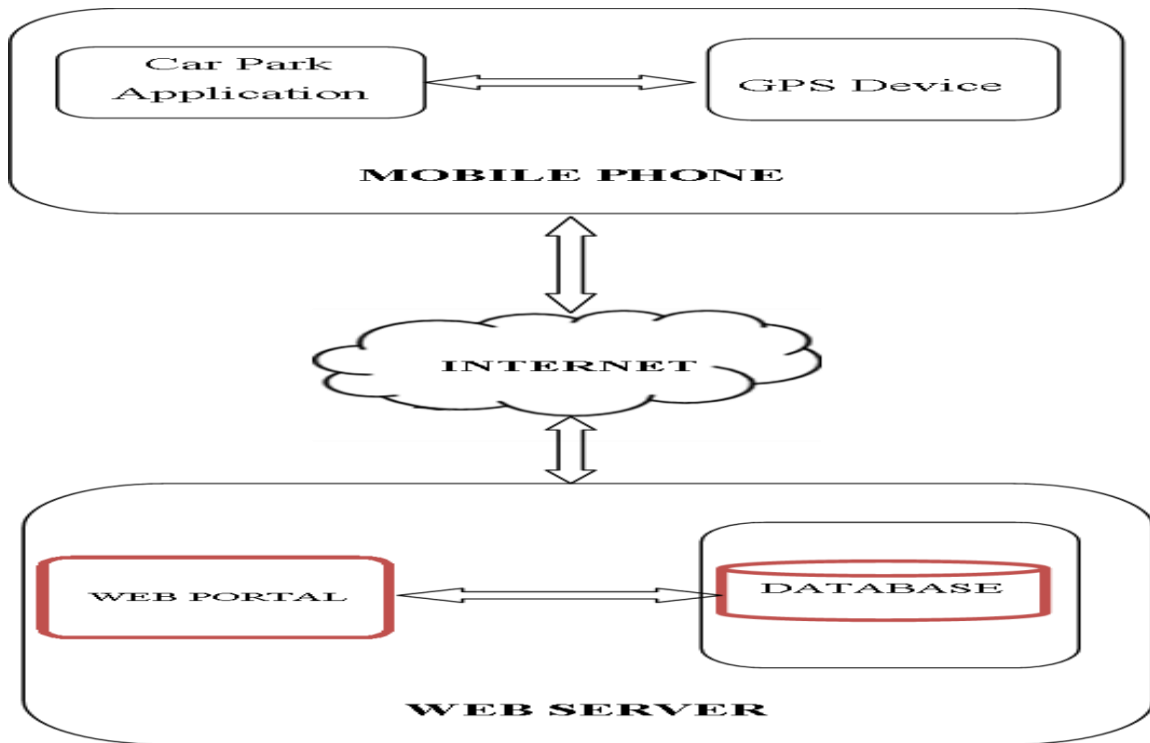 Car Park
Application
GPS Device
MOBILE PHONE
INTERNET
WEB PORTAL
DATABASE
WEB SERVER